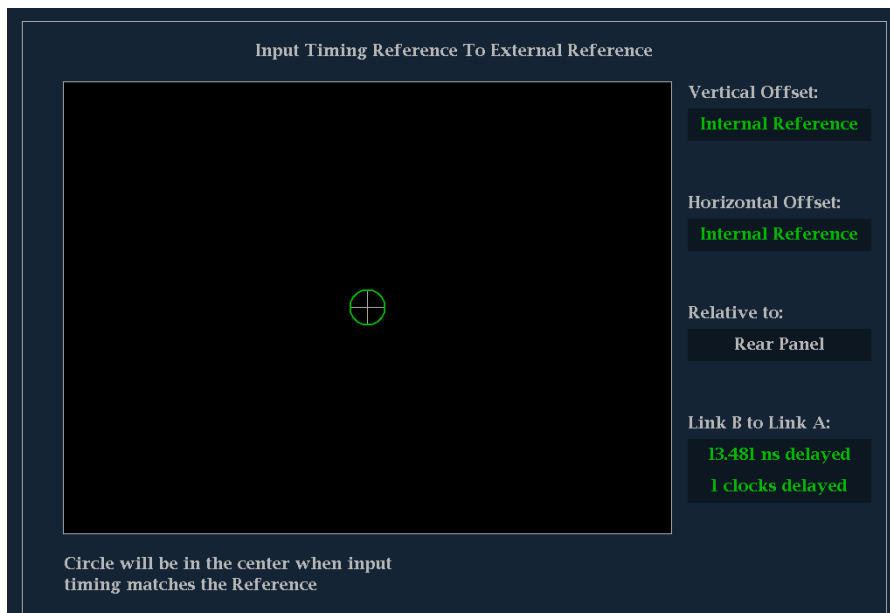 Input Timing Reference To External Reference
Vertical Offset:
Internal Reference
Horizontal Offset:
Internal Reference
Relative to:
Rear Panel
Link B to Link A:
13.481 ns delayed
1 clocks delayed
Circle will be in the center when input
timing matches the Reference